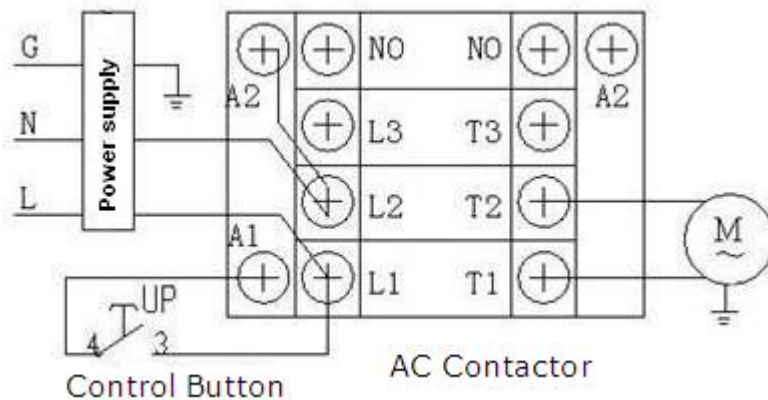 G
N
L
Power supply
A2
NO NO
A2
L3 T3
L2 T2
A1
L1 T1
M
~
UP
4 3
Control Button
AC Contactor